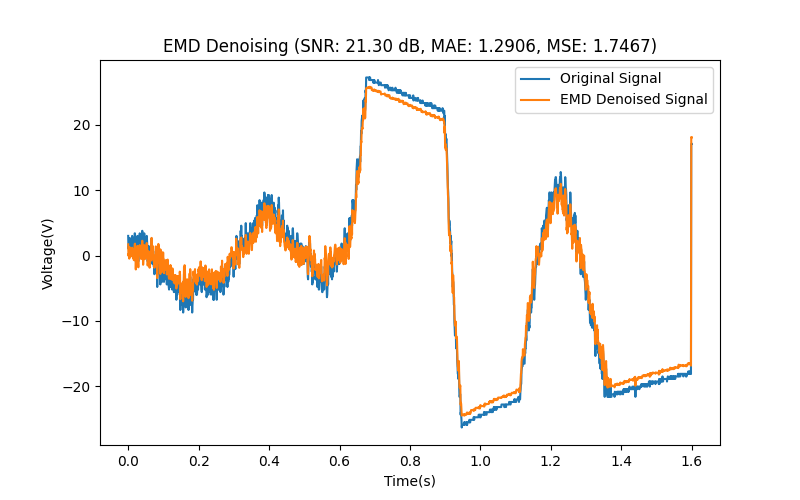 EMD Denoising (SNR: 21.30 dB, MAE: 1.2906, MSE: 1.7467)
Original Signal
EMD Denoised Signal
Voltage(V)
20
10
0
−10
−20
0.0 0.2 0.4 0.6 0.8 1.0 1.2 1.4 1.6
Time(s)